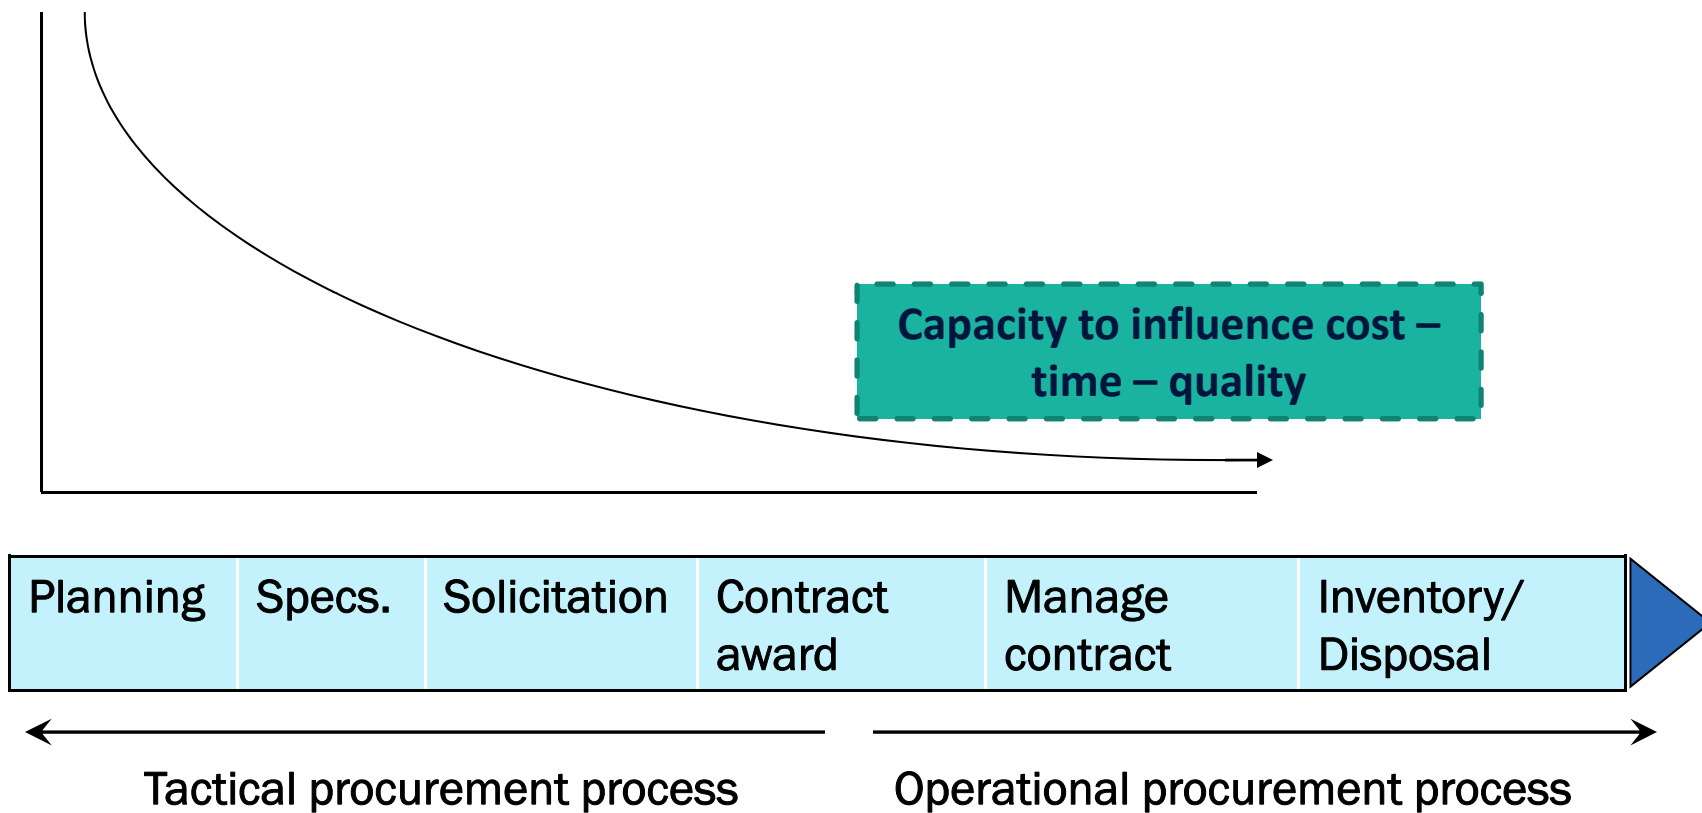 Capacity to influence cost –
time – quality
Planning
Specs.
Solicitation
Contract
award
Manage
contract
Inventory/
Disposal
Tactical procurement process
Operational procurement process